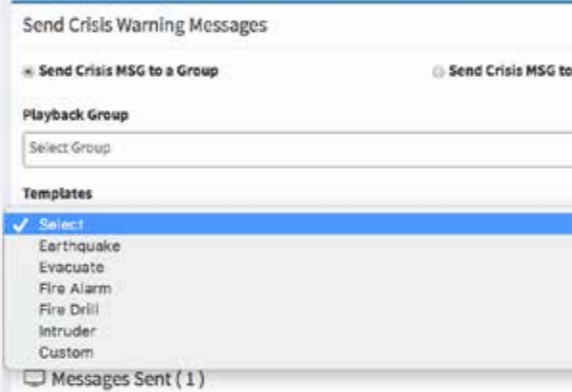 Send Crisis Warning Messages
Send Crisis MSG to a Group
Send Crisis MSG to
Playback Group
Select Group
Templates
✓ Select
Earthquake
Evacuate
Fire Alarm
Fire Drill
Intruder
Custom
Messages Sent ( 1 )